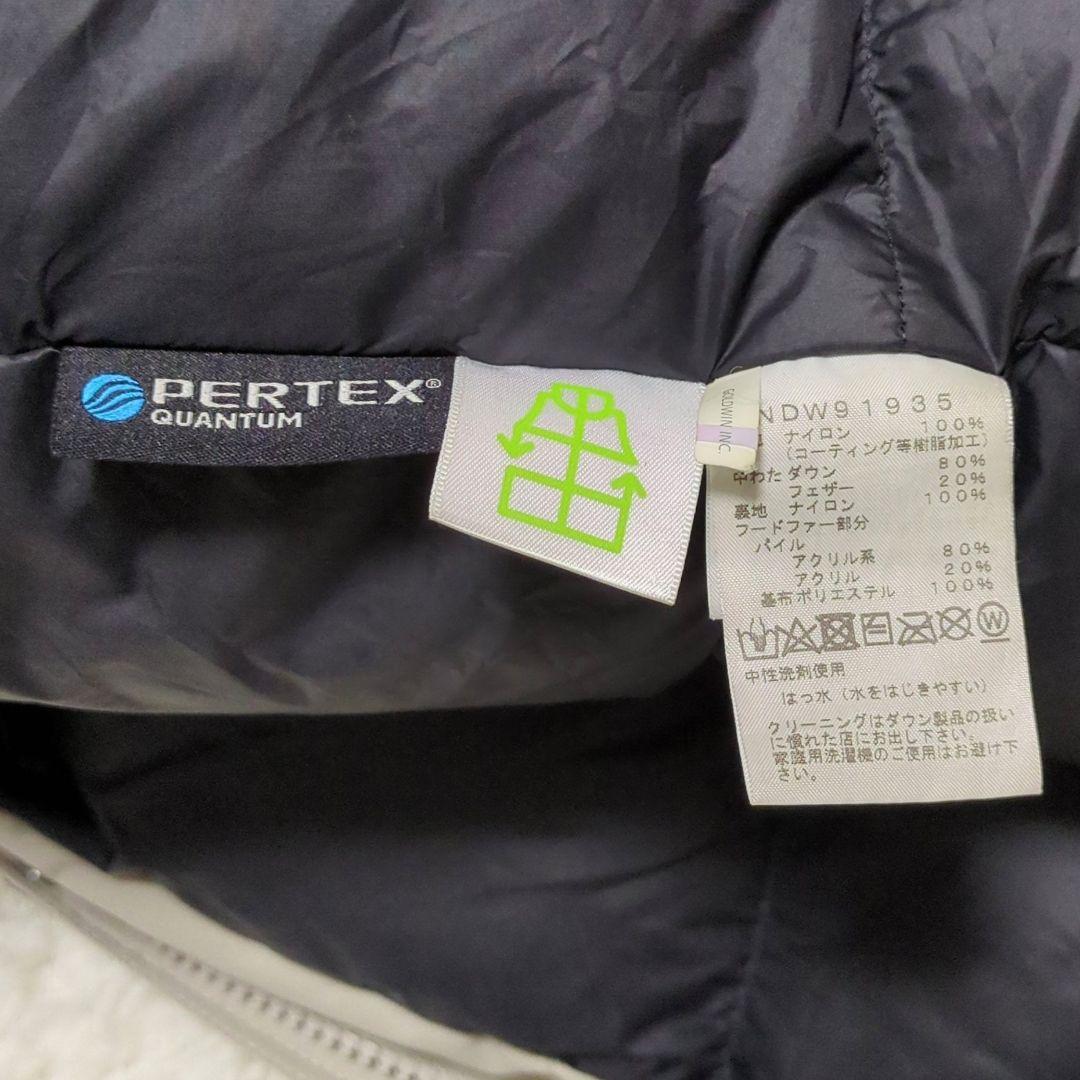 PERTEX®
QUANTUM
GOLDWIN INC.
NDW91935
ナイロン 100%
(コーティング等樹脂加工)
中わた ダウン 80%
フェザー 20%
裏地 ナイロン 100%
フードファー部分
パイル
アクリル系 80%
アクリル 20%
基布ポリエステル 100%
W
中性洗剤使用
はっ水(水をはじきやすい)
クリーニングはダウン製品の扱い
に慣れた店にお出し下さい。
家庭用洗濯機のご使用はお避け下
さい。